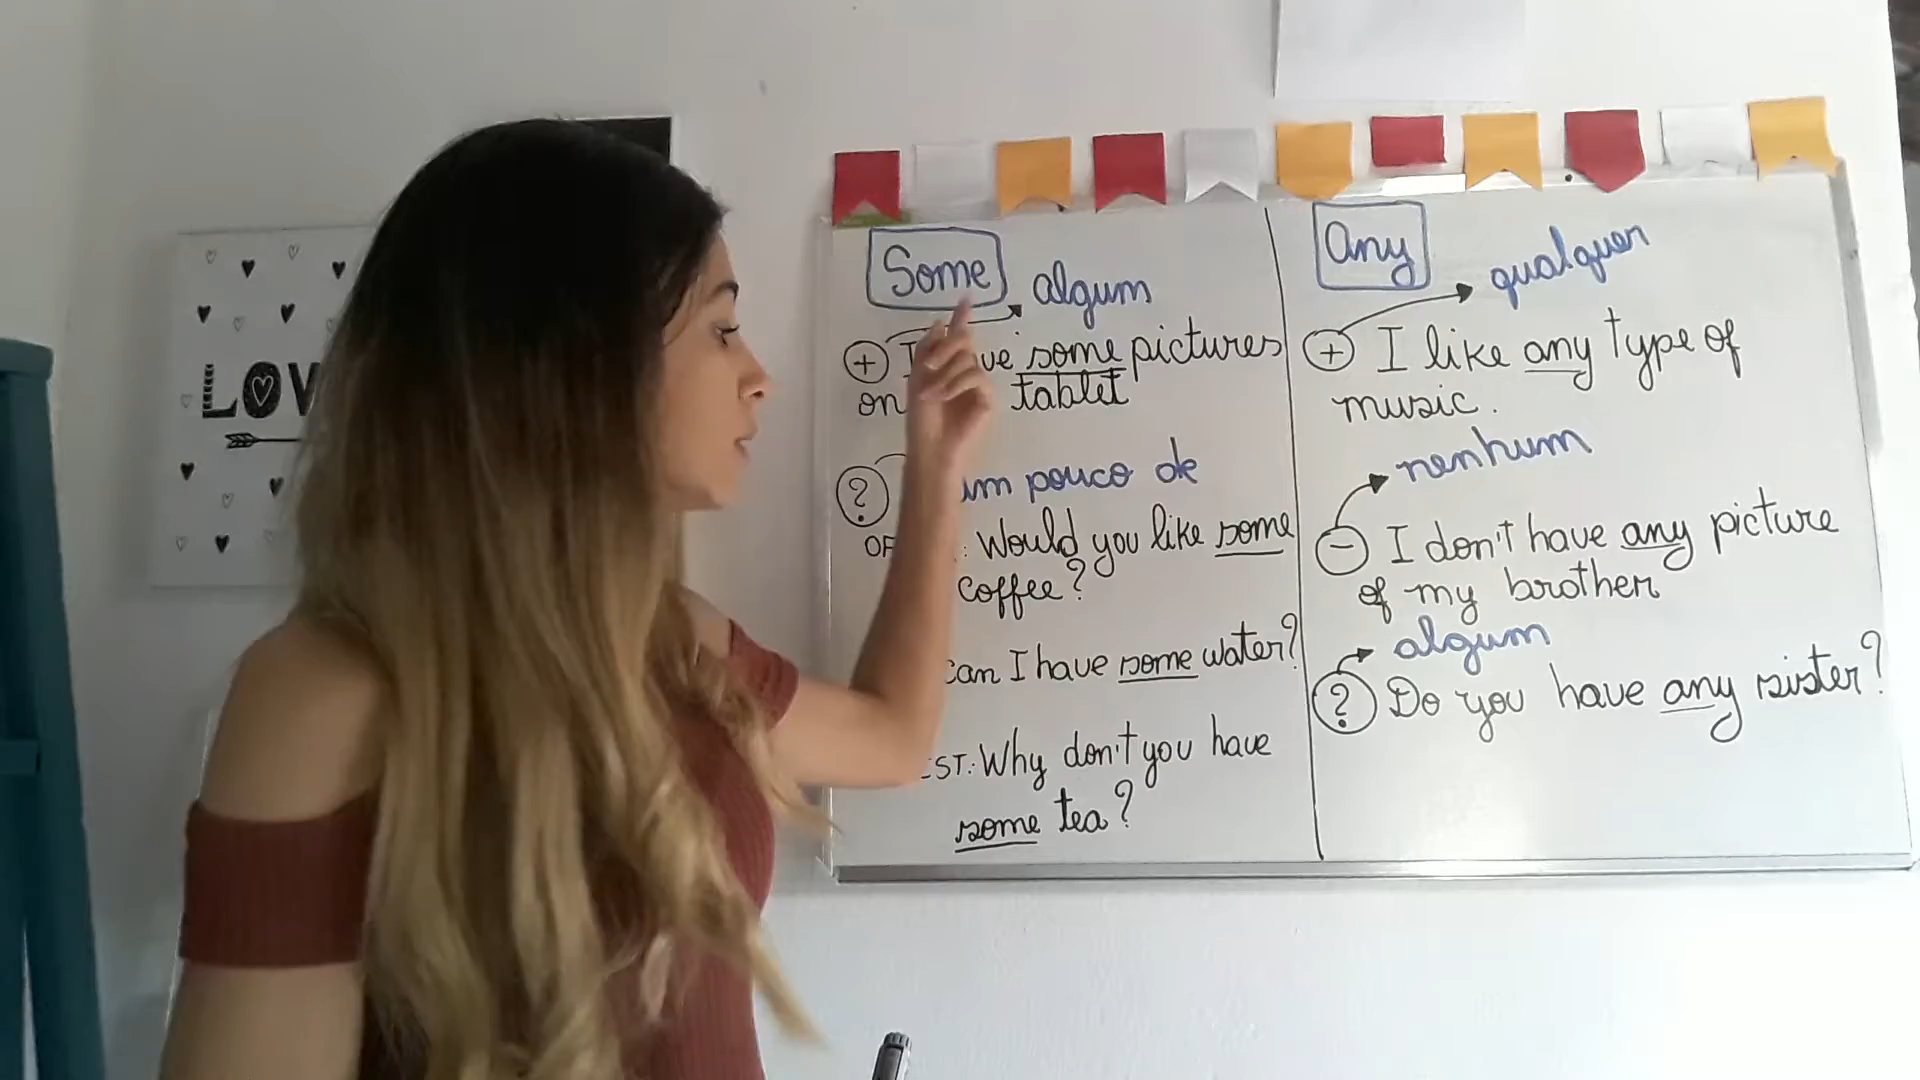 LOV
Some
algum
+ I ve some pictures
on tablet
? um pouco de
OF : Would you like some
coffee?
can I have some water?
EST.: Why don't you have
some tea?
Any
qualquer
+ I like any type of
music.
nenhum
- I don't have any picture
of my brother
algum
? Do you have any sister?